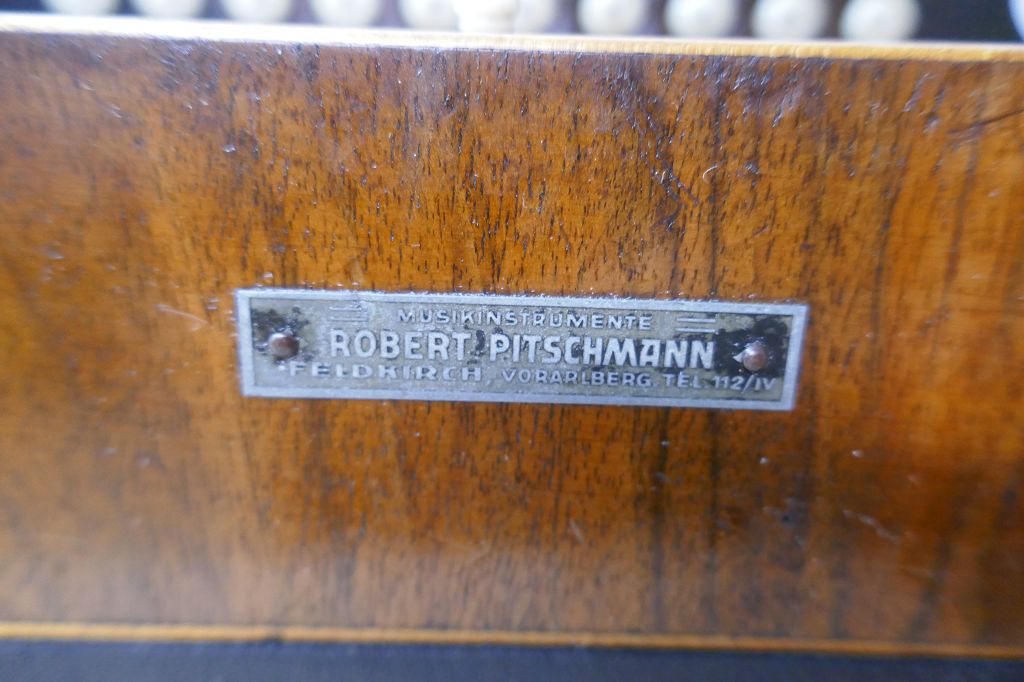 MUSIKINSTRUMENTE
ROBERT PITSCHMANN
FELDKIRCH, VORARLBERG. TEL. 112/IV